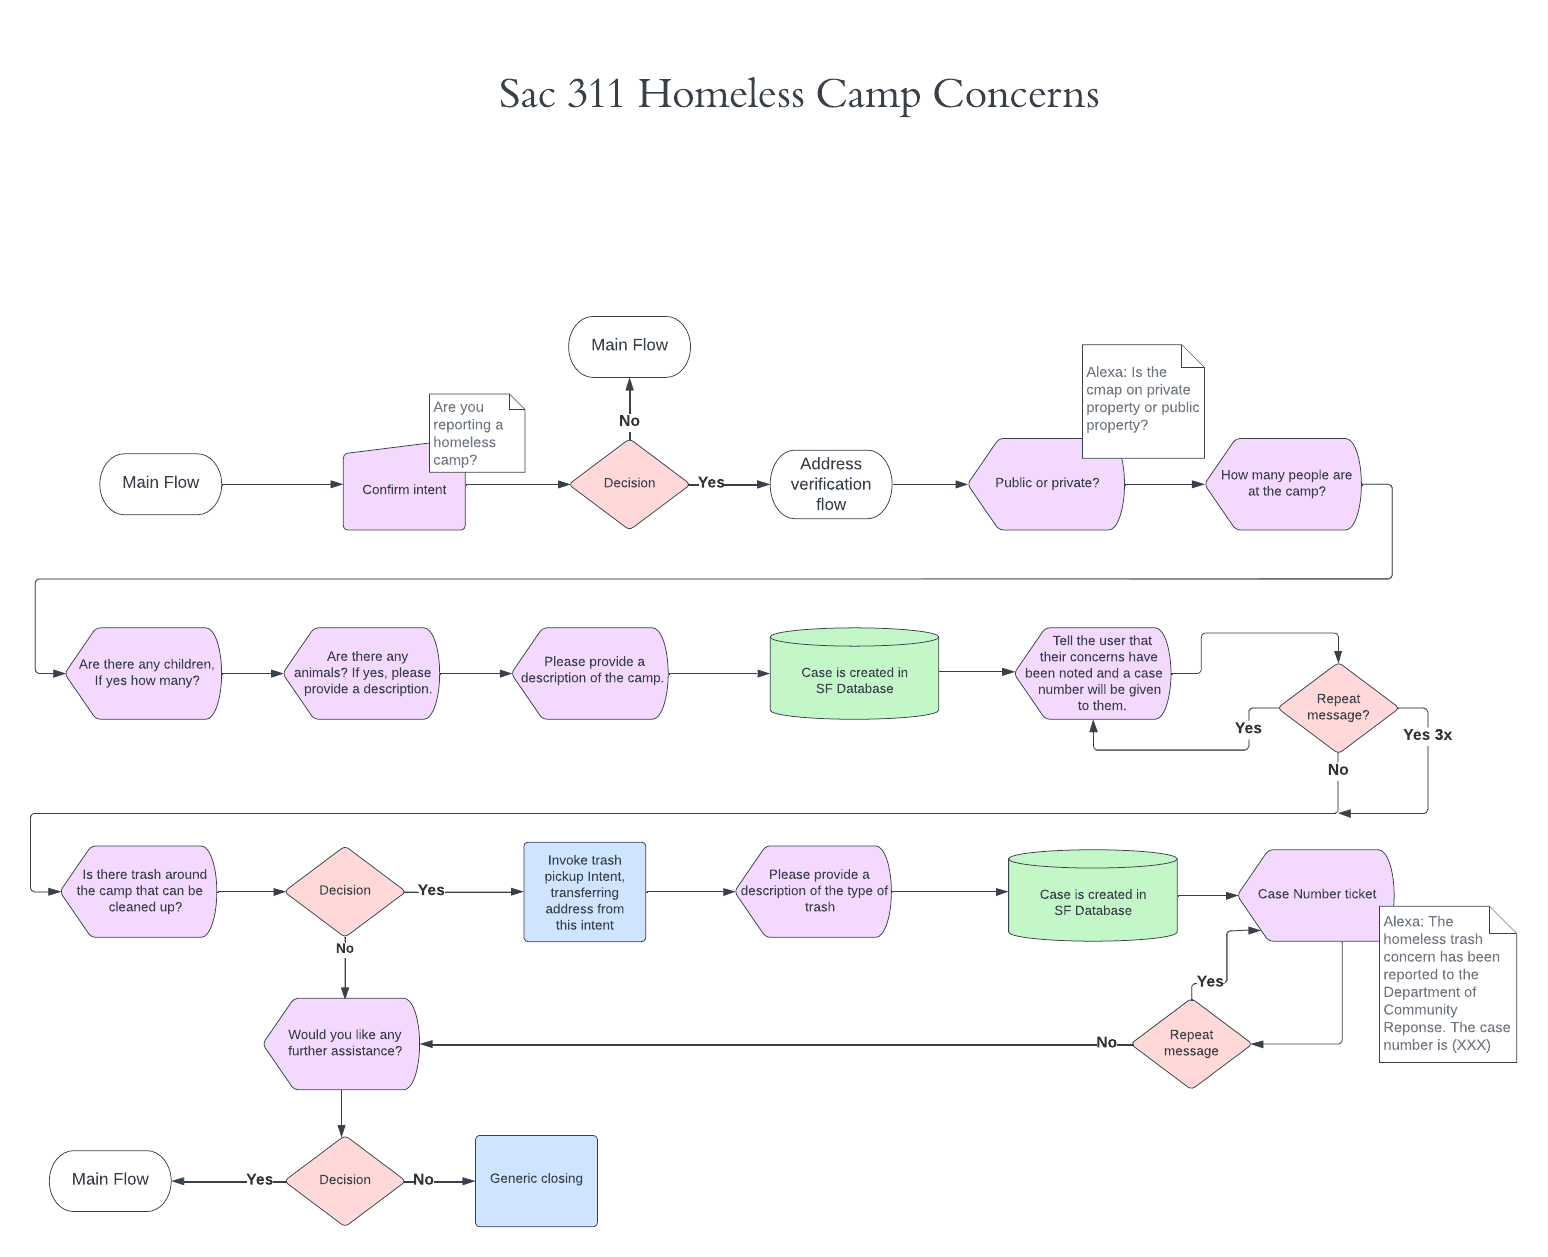 Sac 311 Homeless Camp Concerns
Main Flow
Are you
reporting a
homeless
camp?
Confirm intent
Main Flow
No
Decision
Yes
Address
verification
flow
Public or private?
Alexa: Is the
cmap on private
property or public
property?
How many people are
at the camp?
Are there any children,
If yes how many?
Are there any
animals? If yes, please
provide a description.
Please provide a
description of the camp.
Case is created in
SF Database
Tell the user that
their concerns have
been noted and a case
number will be given
to them.
Repeat
message?
Yes
Yes 3x
No
Is there trash around
the camp that can be
cleaned up?
Decision
Yes
No
Invoke trash
pickup Intent,
transferring
address from
this intent
Please provide a
description of the type of
trash
Case is created in
SF Database
Case Number ticket
Alexa: The
homeless trash
concern has been
reported to the
Department of
Community
Reponse. The case
number is (XXX)
Yes
Repeat
message
No
Would you like any
further assistance?
Main Flow
Yes
Decision
No
Generic closing